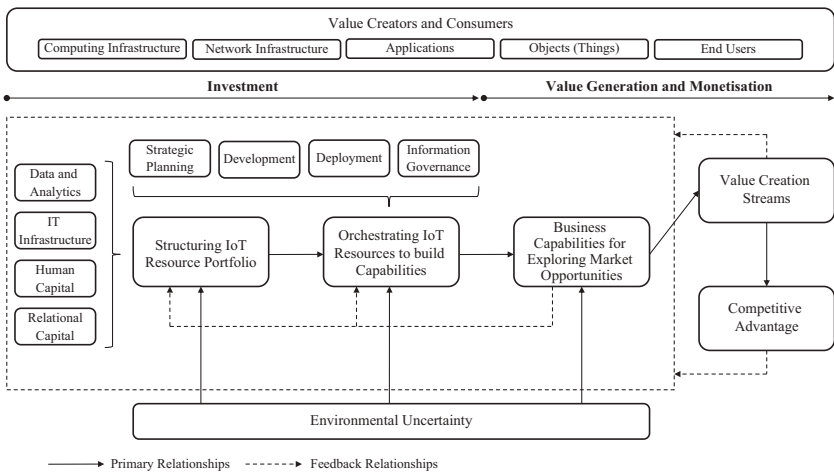 Value Creators and Consumers
Computing Infrastructure
Network Infrastructure
Applications
Objects (Things)
End Users
Investment
Value Generation and Monetisation
Strategic
Planning
Development
Deployment
Information
Governance
Data and
Analytics
IT
Infrastructure
Human
Capital
Relational
Capital
Structuring IoT
Resource Portfolio
Orchestrating IoT
Resources to build
Capabilities
Business
Capabilities for
Exploring Market
Opportunities
Value Creation
Streams
Competitive
Advantage
Environmental Uncertainty
Primary Relationships
Feedback Relationships